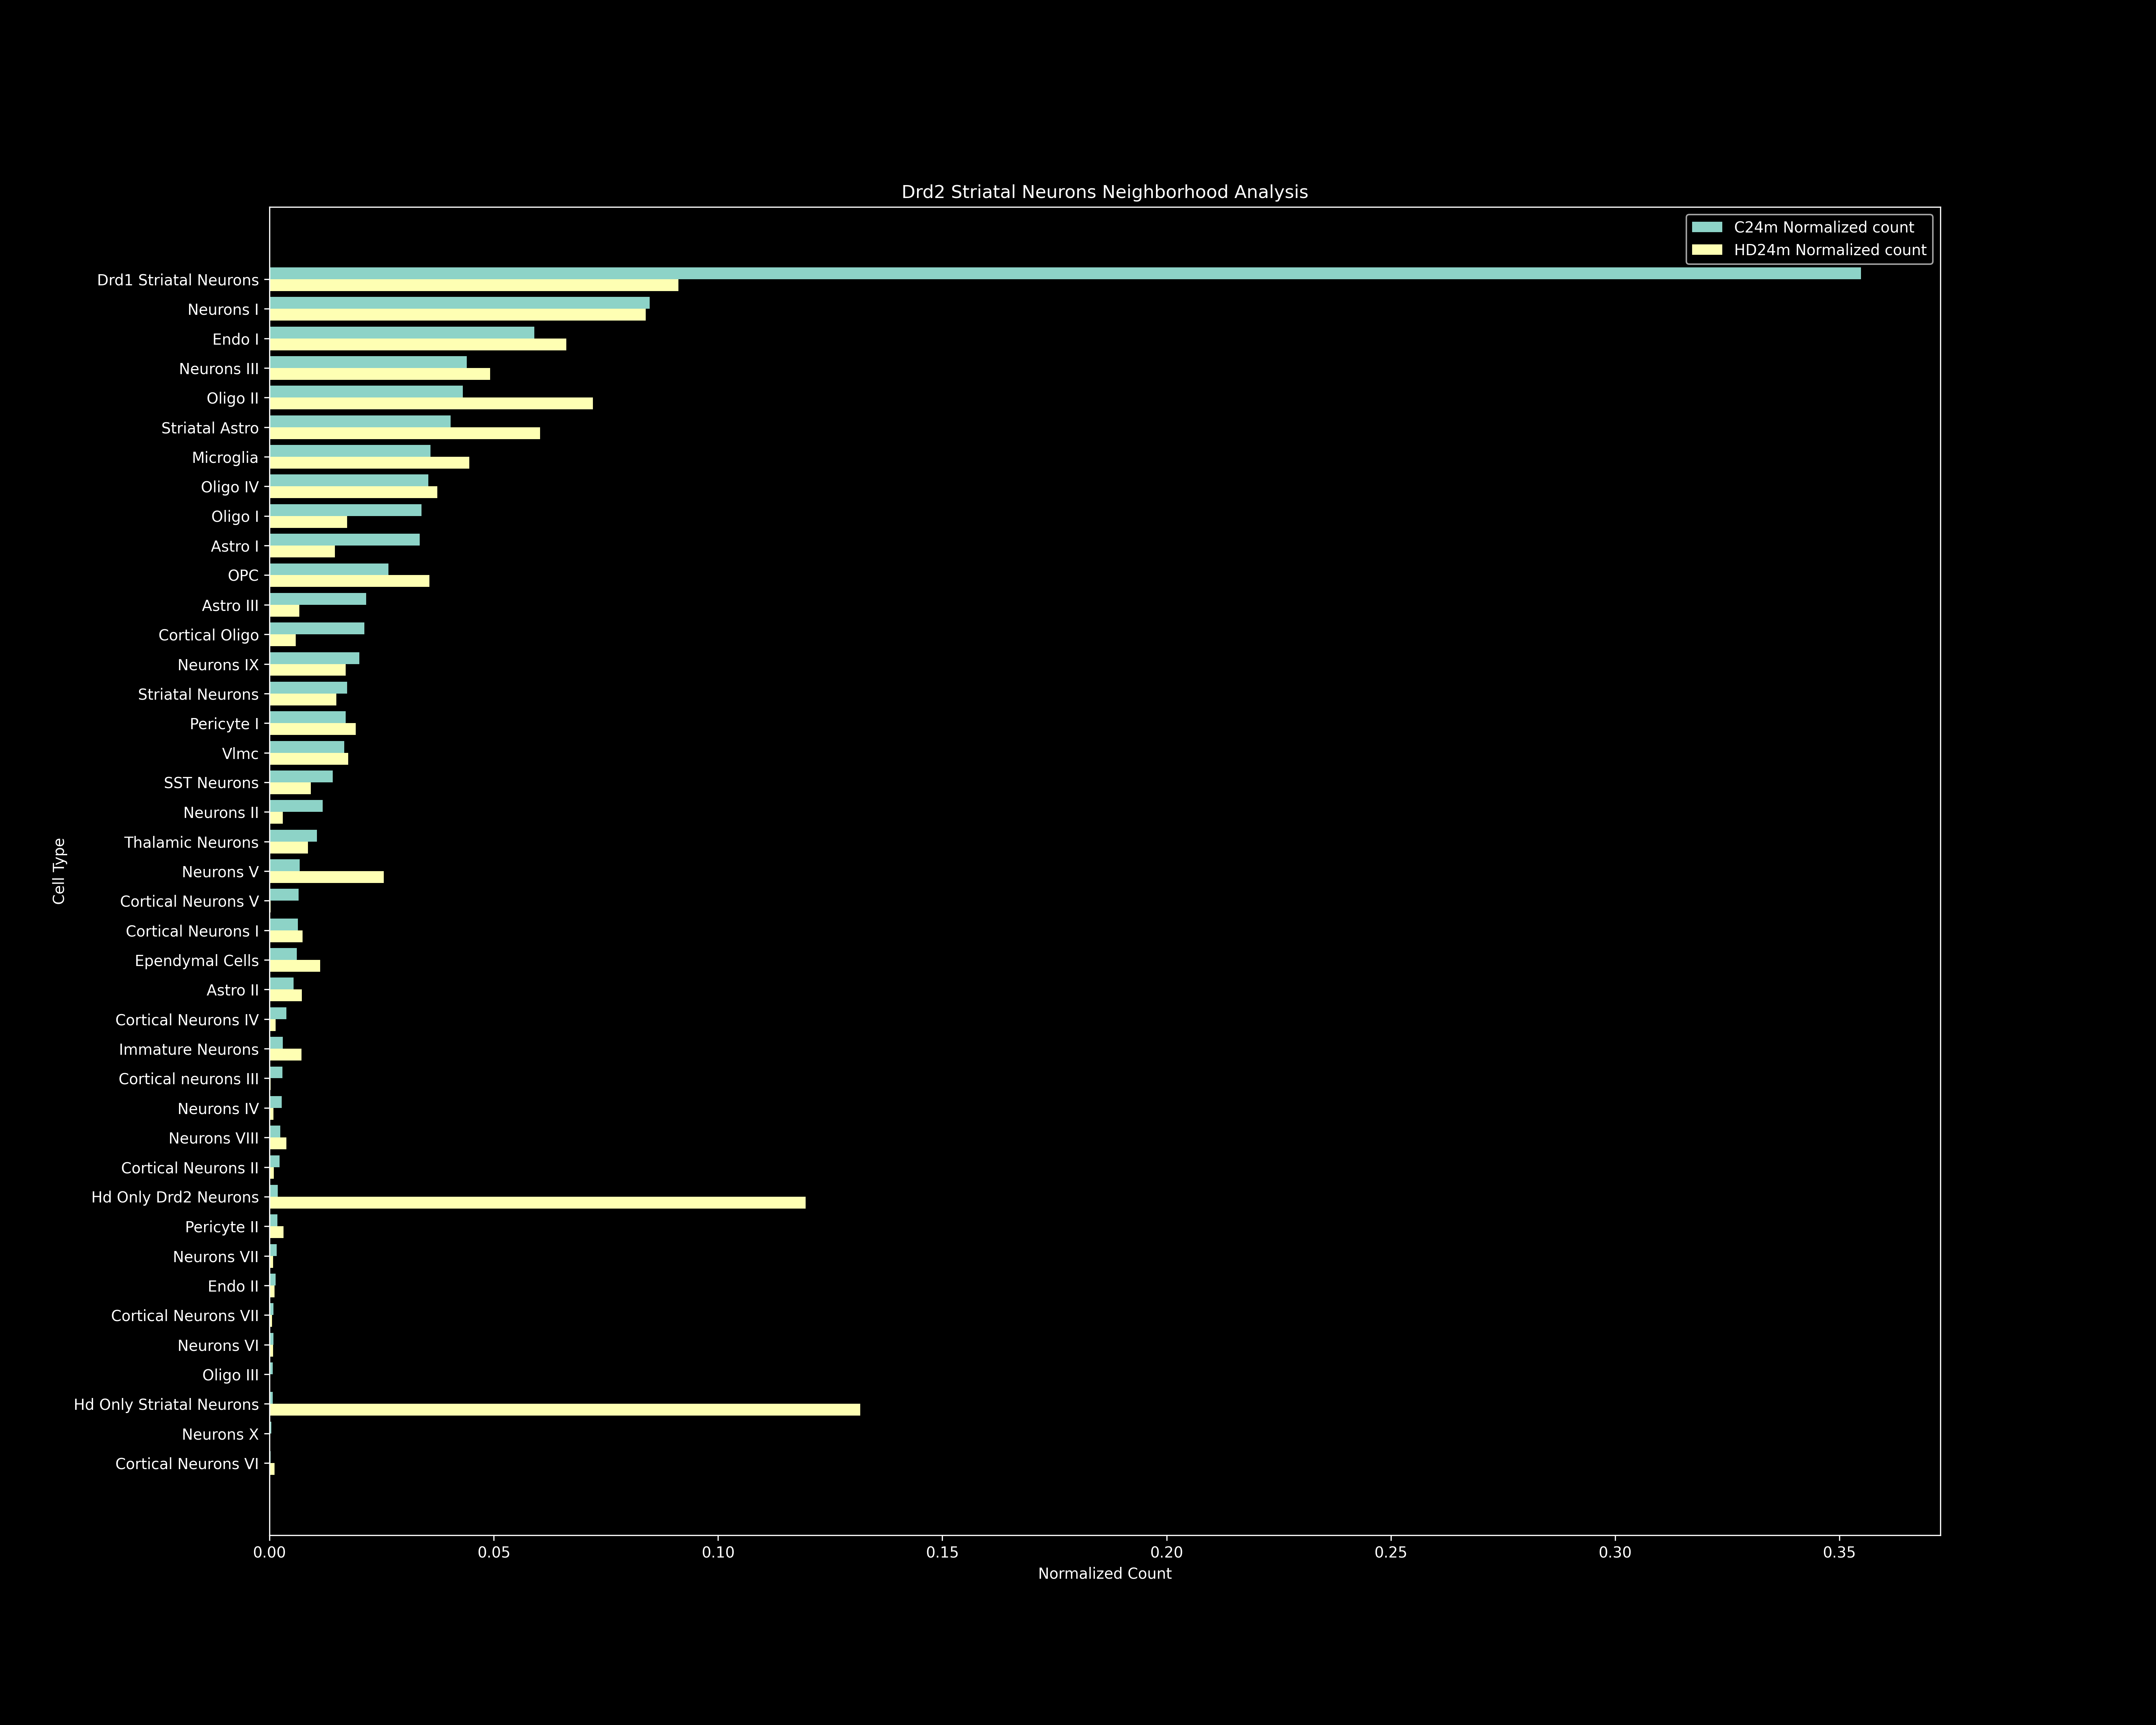 Drd2 Striatal Neurons Neighborhood Analysis
C24m Normalized count
HD24m Normalized count
Cell Type
Drd1 Striatal Neurons
Neurons I
Endo I
Neurons III
Oligo II
Striatal Astro
Microglia
Oligo IV
Oligo I
Astro I
OPC
Astro III
Cortical Oligo
Neurons IX
Striatal Neurons
Pericyte I
Vlmc
SST Neurons
Neurons II
Thalamic Neurons
Neurons V
Cortical Neurons V
Cortical Neurons I
Ependymal Cells
Astro II
Cortical Neurons IV
Immature Neurons
Cortical neurons III
Neurons IV
Neurons VIII
Cortical Neurons II
Hd Only Drd2 Neurons
Pericyte II
Neurons VII
Endo II
Cortical Neurons VII
Neurons VI
Oligo III
Hd Only Striatal Neurons
Neurons X
Cortical Neurons VI
0.00 0.05 0.10 0.15 0.20 0.25 0.30 0.35
Normalized Count